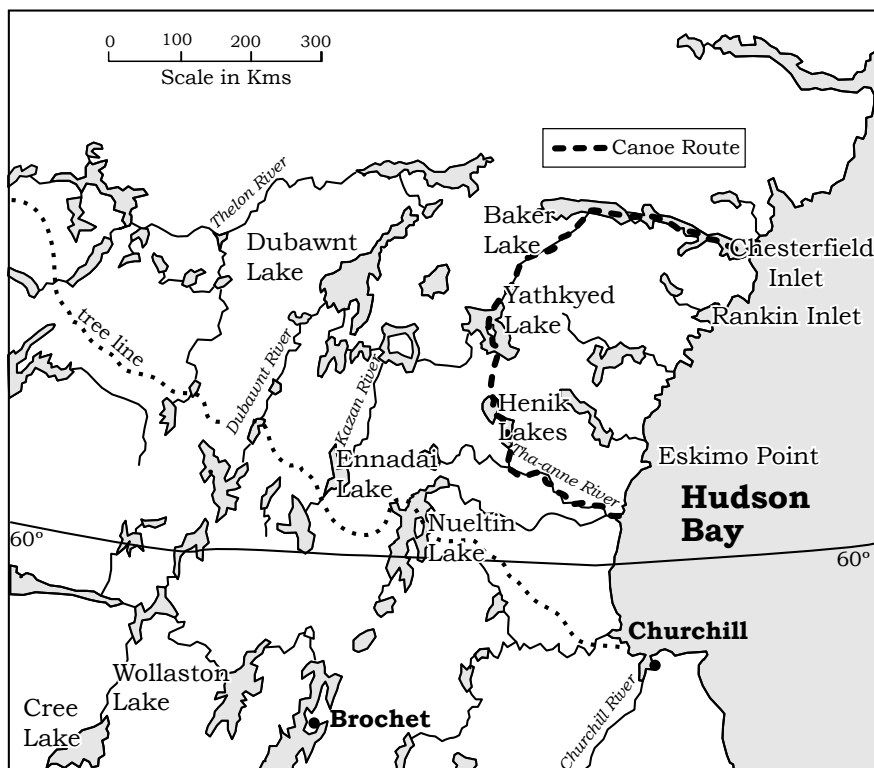 0 100 200 300
Scale in Kms
Canoe Route
Thelon River
Baker
Lake
Dubawnt
Lake
Chesterfield
Inlet
Yathkyed
Lake
Rankin Inlet
tree line
Dubawnt River
Kazan River
Henik
Lakes
Tha-anne River
Eskimo Point
Ennadai
Lake
Hudson
Bay
Nueltin
Lake
60°
60°
Churchill
Wollaston
Lake
Churchill River
Cree
Lake
Brochet